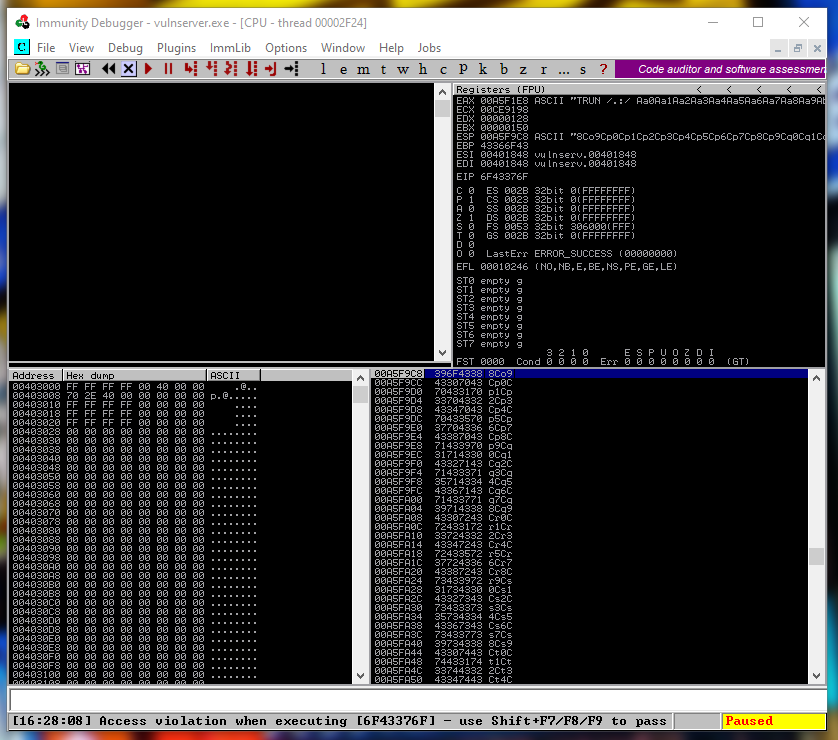 Immunity Debugger - vulnserver.exe - [CPU - thread 00002F24]
C File View Debug Plugins ImmLib Options Window Help Jobs
l e m t w h c P k b z r ... s ? Code auditor and software assessmen
Registers (FPU) < < < < <
EAX 00A5F1E8 ASCII "TRUN /.:/ Aa0Aa1Aa2Aa3Aa4Aa5Aa6Aa7Aa8Aa9Ab
ECX 00CE9198
EDX 00000128
EBX 00000150
ESP 00A5F9C8 ASCII "8Co9Cp0Cp1Cp2Cp3Cp4Cp5Cp6Cp7Cp8Cp9Cq0Cq1C
EBP 43366F43
ESI 00401848 vulnserv.00401848
EDI 00401848 vulnserv.00401848
EIP 6F43376F
C 0 ES 002B 32bit 0(FFFFFFFF)
P 1 CS 0023 32bit 0(FFFFFFFF)
A 0 SS 002B 32bit 0(FFFFFFFF)
Z 1 DS 002B 32bit 0(FFFFFFFF)
S 0 FS 0053 32bit 306000(FFF)
T 0 GS 002B 32bit 0(FFFFFFFF)
D 0
O 0 LastErr ERROR_SUCCESS (00000000)
EFL 00010246 (NO,NB,E,BE,NS,PE,GE,LE)
ST0 empty g
ST1 empty g
ST2 empty g
ST3 empty g
ST4 empty g
ST5 empty g
ST6 empty g
ST7 empty g
3 2 1 0 E S P U O Z D I
FST 0000 Cond 0 0 0 0 Err 0 0 0 0 0 0 0 0 (GT)
Address Hex dump ASCII
00403000 FF FF FF FF 00 40 00 00 .@..
00403008 70 2E 40 00 00 00 00 00 p.@.....
00403010 FF FF FF FF 00 00 00 00 ....
00403018 FF FF FF FF 00 00 00 00 ....
00403020 FF FF FF FF 00 00 00 00 ....
00403028 00 00 00 00 00 00 00 00 ........
00403030 00 00 00 00 00 00 00 00 ........
00403038 00 00 00 00 00 00 00 00 ........
00403040 00 00 00 00 00 00 00 00 ........
00403048 00 00 00 00 00 00 00 00 ........
00403050 00 00 00 00 00 00 00 00 ........
00403058 00 00 00 00 00 00 00 00 ........
00403060 00 00 00 00 00 00 00 00 ........
00403068 00 00 00 00 00 00 00 00 ........
00403070 00 00 00 00 00 00 00 00 ........
00403078 00 00 00 00 00 00 00 00 ........
00403080 00 00 00 00 00 00 00 00 ........
00403088 00 00 00 00 00 00 00 00 ........
00403090 00 00 00 00 00 00 00 00 ........
00403098 00 00 00 00 00 00 00 00 ........
004030A0 00 00 00 00 00 00 00 00 ........
004030A8 00 00 00 00 00 00 00 00 ........
004030B0 00 00 00 00 00 00 00 00 ........
004030B8 00 00 00 00 00 00 00 00 ........
004030C0 00 00 00 00 00 00 00 00 ........
004030C8 00 00 00 00 00 00 00 00 ........
004030D0 00 00 00 00 00 00 00 00 ........
004030D8 00 00 00 00 00 00 00 00 ........
004030E0 00 00 00 00 00 00 00 00 ........
004030E8 00 00 00 00 00 00 00 00 ........
004030F0 00 00 00 00 00 00 00 00 ........
004030F8 00 00 00 00 00 00 00 00 ........
00403100 00 00 00 00 00 00 00 00 ........
00403108 00 00 00 00 00 00 00 00 ........
00A5F9C8 396F4338 8Co9
00A5F9CC 43307043 Cp0C
00A5F9D0 70433170 p1Cp
00A5F9D4 33704332 2Cp3
00A5F9D8 43347043 Cp4C
00A5F9DC 70433570 p5Cp
00A5F9E0 37704336 6Cp7
00A5F9E4 43387043 Cp8C
00A5F9E8 71433970 p9Cq
00A5F9EC 31714330 0Cq1
00A5F9F0 43327143 Cq2C
00A5F9F4 71433371 q3Cq
00A5F9F8 35714334 4Cq5
00A5F9FC 43367143 Cq6C
00A5FA00 71433771 q7Cq
00A5FA04 39714338 8Cq9
00A5FA08 43307243 Cr0C
00A5FA0C 72433172 r1Cr
00A5FA10 33724332 2Cr3
00A5FA14 43347243 Cr4C
00A5FA18 72433572 r5Cr
00A5FA1C 37724336 6Cr7
00A5FA20 43387243 Cr8C
00A5FA24 73433972 r9Cs
00A5FA28 31734330 0Cs1
00A5FA2C 43327343 Cs2C
00A5FA30 73433373 s3Cs
00A5FA34 35734334 4Cs5
00A5FA38 43367343 Cs6C
00A5FA3C 73433773 s7Cs
00A5FA40 39734338 8Cs9
00A5FA44 43307443 Ct0C
00A5FA48 74433174 t1Ct
00A5FA4C 33744332 2Ct3
00A5FA50 43347443 Ct4C
[16:28:08] Access violation when executing [6F43376F] - use Shift+F7/F8/F9 to pass Paused